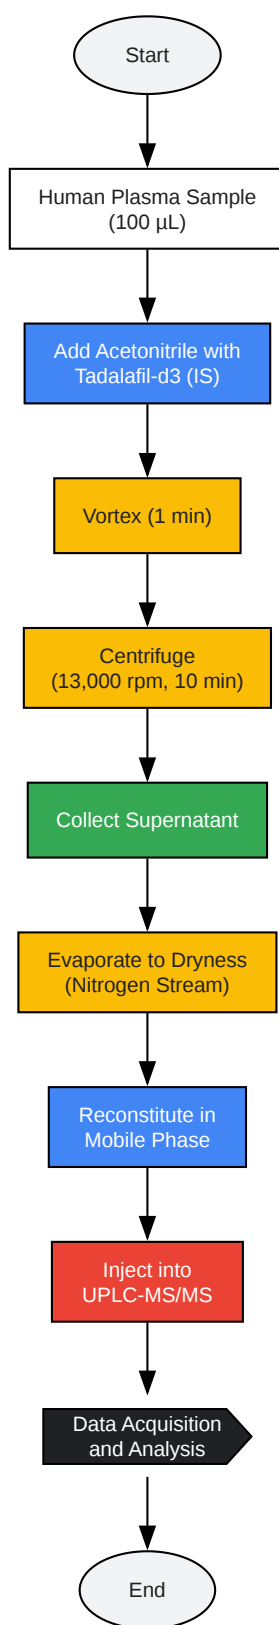 Start
Human Plasma Sample
(100 µL)
Add Acetonitrile with
Tadalafil-d3 (IS)
Vortex (1 min)
Centrifuge
(13,000 rpm, 10 min)
Collect Supernatant
Evaporate to Dryness
(Nitrogen Stream)
Reconstitute in
Mobile Phase
Inject into
UPLC-MS/MS
Data Acquisition
and Analysis
End